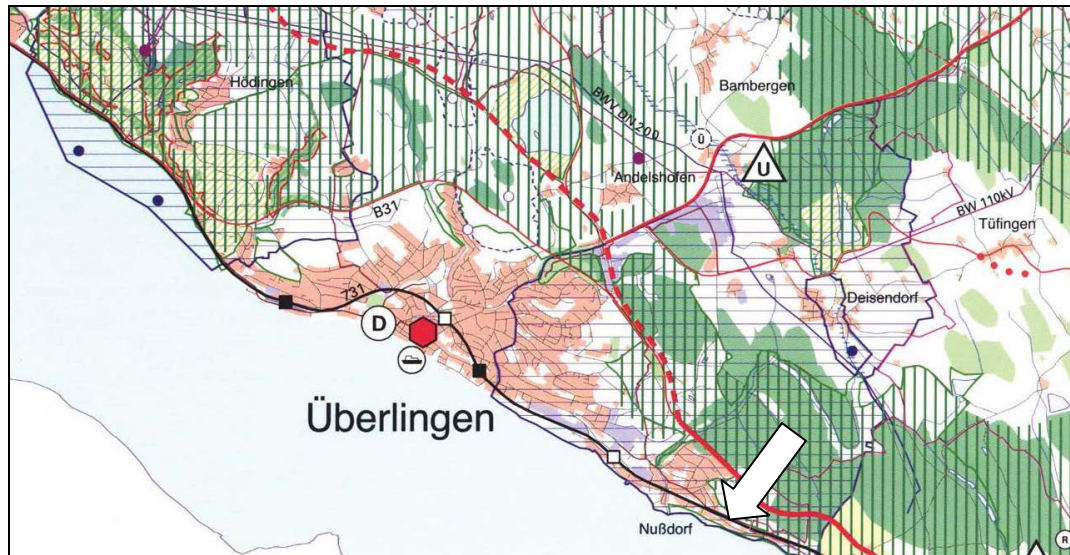 Hödingen
Bambergen
BWV DN 200
Ü
Andelshofen
U
B31
BW 110kV
Tüfingen
731
Deisendorf
D
Überlingen
Nußdorf
R